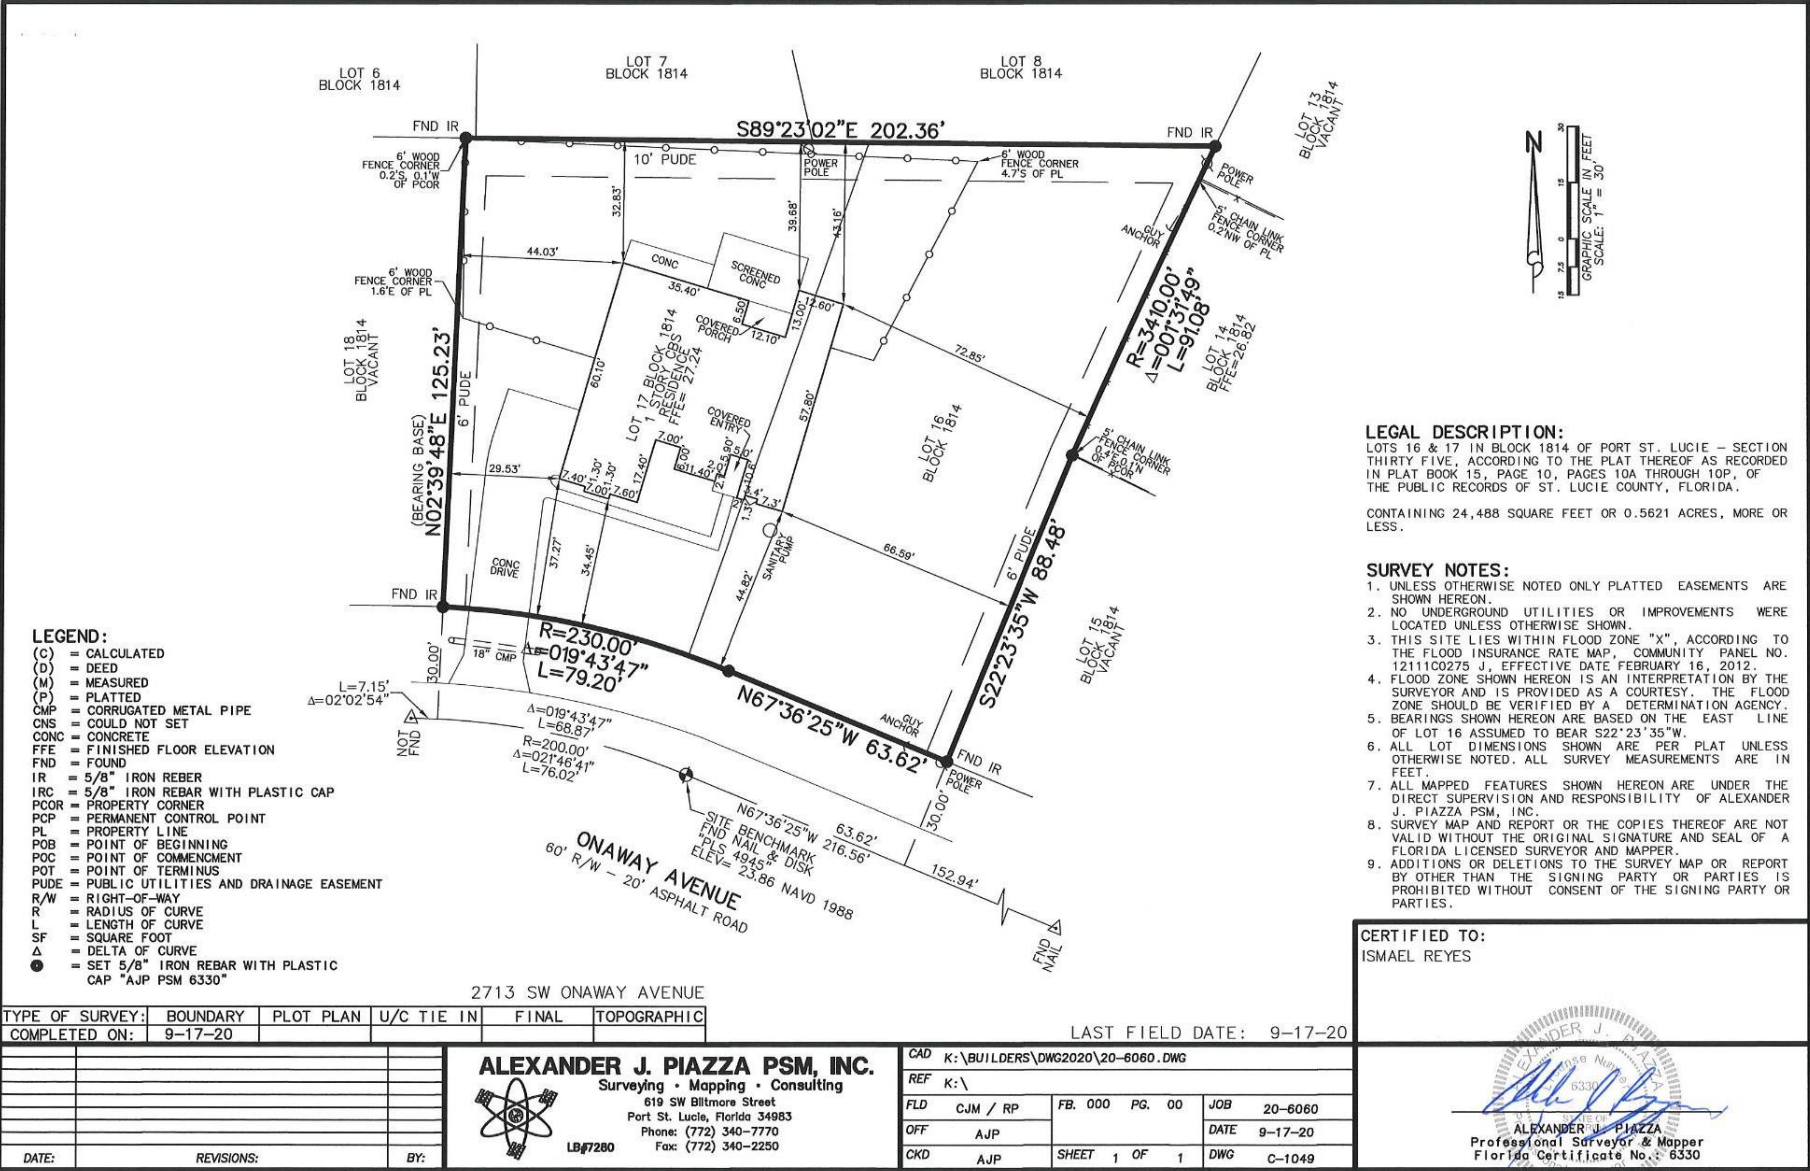 LOT 6
BLOCK 1814
LOT 7
BLOCK 1814
LOT 8
BLOCK 1814
LOT 13
BLOCK 1814
VACANT
FND IR
S89°23'02"E 202.36'
FND IR
6' WOOD
FENCE CORNER
0.2'S, 0.1'W
OF PCOR
10' PUDE
POWER
POLE
6' WOOD
FENCE CORNER
4.7'S OF PL
POWER
POLE
5' CHAIN LINK
FENCE CORNER
0.2'NW OF PL
GUY
ANCHOR
32.83'
39.68'
43.16'
44.03'
CONC
SCREENED
CONC
35.40'
6' WOOD
FENCE CORNER
1.6'E OF PL
6.50'
COVERED
PORCH
12.10'
13.00'
12.60'
R=3410.00'
Δ=001°31'49"
L=91.08'
LOT 14
BLOCK 1814
FFE=26.82
LOT 18
BLOCK 1814
VACANT
60.10'
LOT 17 BLOCK 1814
1 STORY CBS
RESIDENCE
FFE= 27.24
72.85'
57.80'
LOT 16
BLOCK 1814
(BEARING BASE)
N02°39'48"E 125.23'
6' PUDE
COVERED
ENTRY
7.00'
11.40'
17.40'
29.53'
7.40'
1.30'
7.00'
1.30'
7.60'
2.0'
5.90'
5.0'
10.6'
7.3'
1.3'
5' CHAIN LINK
FENCE CORNER
0.4'E, 0.1'N
OF PCOR
CONC
DRIVE
37.27'
34.45'
44.82'
SANITARY
PUMP
66.59'
6' PUDE
S22°23'35"W 88.48'
LOT 15
BLOCK 1814
VACANT
FND IR
R=230.00'
Δ=019°43'47"
L=79.20'
18" CMP
30.00'
N67°36'25"W 63.62'
GUY
ANCHOR
FND IR
POWER
POLE
30.00'
L=7.15'
Δ=02°02'54"
NOT
FND
Δ=019°43'47"
L=68.87'
R=200.00'
Δ=021°46'41"
L=76.02'
SITE BENCHMARK
FND NAIL & DISK
"PLS 4945"
ELEV= 23.86 NAVD 1988
N67°36'25"W 216.56'
63.62'
152.94'
FND
NAIL
ONAWAY AVENUE
60' R/W - 20' ASPHALT ROAD
N
30
15
0
7.5
15
GRAPHIC SCALE IN FEET
SCALE: 1" = 30'
LEGAL DESCRIPTION:
LOTS 16 & 17 IN BLOCK 1814 OF PORT ST. LUCIE - SECTION
THIRTY FIVE, ACCORDING TO THE PLAT THEREOF AS RECORDED
IN PLAT BOOK 15, PAGE 10, PAGES 10A THROUGH 10P, OF
THE PUBLIC RECORDS OF ST. LUCIE COUNTY, FLORIDA.
CONTAINING 24,488 SQUARE FEET OR 0.5621 ACRES, MORE OR
LESS.
SURVEY NOTES:
1. UNLESS OTHERWISE NOTED ONLY PLATTED EASEMENTS ARE
SHOWN HEREON.
2. NO UNDERGROUND UTILITIES OR IMPROVEMENTS WERE
LOCATED UNLESS OTHERWISE SHOWN.
3. THIS SITE LIES WITHIN FLOOD ZONE "X", ACCORDING TO
THE FLOOD INSURANCE RATE MAP, COMMUNITY PANEL NO.
12111C0275 J, EFFECTIVE DATE FEBRUARY 16, 2012.
4. FLOOD ZONE SHOWN HEREON IS AN INTERPRETATION BY THE
SURVEYOR AND IS PROVIDED AS A COURTESY. THE FLOOD
ZONE SHOULD BE VERIFIED BY A DETERMINATION AGENCY.
5. BEARINGS SHOWN HEREON ARE BASED ON THE EAST LINE
OF LOT 16 ASSUMED TO BEAR S22°23'35"W.
6. ALL LOT DIMENSIONS SHOWN ARE PER PLAT UNLESS
OTHERWISE NOTED. ALL SURVEY MEASUREMENTS ARE IN
FEET.
7. ALL MAPPED FEATURES SHOWN HEREON ARE UNDER THE
DIRECT SUPERVISION AND RESPONSIBILITY OF ALEXANDER
J. PIAZZA PSM, INC.
8. SURVEY MAP AND REPORT OR THE COPIES THEREOF ARE NOT
VALID WITHOUT THE ORIGINAL SIGNATURE AND SEAL OF A
FLORIDA LICENSED SURVEYOR AND MAPPER.
9. ADDITIONS OR DELETIONS TO THE SURVEY MAP OR REPORT
BY OTHER THAN THE SIGNING PARTY OR PARTIES IS
PROHIBITED WITHOUT CONSENT OF THE SIGNING PARTY OR
PARTIES.
LEGEND:
(C) = CALCULATED
(D) = DEED
(M) = MEASURED
(P) = PLATTED
CMP = CORRUGATED METAL PIPE
CNS = COULD NOT SET
CONC = CONCRETE
FFE = FINISHED FLOOR ELEVATION
FND = FOUND
IR = 5/8" IRON REBER
IRC = 5/8" IRON REBAR WITH PLASTIC CAP
PCOR = PROPERTY CORNER
PCP = PERMANENT CONTROL POINT
PL = PROPERTY LINE
POB = POINT OF BEGINNING
POC = POINT OF COMMENCMENT
POT = POINT OF TERMINUS
PUDE = PUBLIC UTILITIES AND DRAINAGE EASEMENT
R/W = RIGHT-OF-WAY
R = RADIUS OF CURVE
L = LENGTH OF CURVE
SF = SQUARE FOOT
Δ = DELTA OF CURVE
= SET 5/8" IRON REBAR WITH PLASTIC
CAP "AJP PSM 6330"
2713 SW ONAWAY AVENUE
TYPE OF SURVEY: BOUNDARY PLOT PLAN U/C TIE IN FINAL TOPOGRAPHIC
COMPLETED ON: 9-17-20
LAST FIELD DATE: 9-17-20
CERTIFIED TO:
ISMAEL REYES
DATE: REVISIONS: BY:
ALEXANDER J. PIAZZA PSM, INC.
Surveying • Mapping • Consulting
619 SW Biltmore Street
Port St. Lucie, Florida 34983
Phone: (772) 340-7770
Fax: (772) 340-2250
LB#7280
CAD K:\BUILDERS\DWG2020\20-6060.DWG
REF K:\
FLD CJM / RP FB. 000 PG. 00 JOB 20-6060
OFF AJP DATE 9-17-20
CKD AJP SHEET 1 OF 1 DWG C-1049
ALEXANDER J. PIAZZA
License Number
6330
STATE OF
ALEXANDER J. PIAZZA
Professional Surveyor & Mapper
Florida Certificate No.: 6330